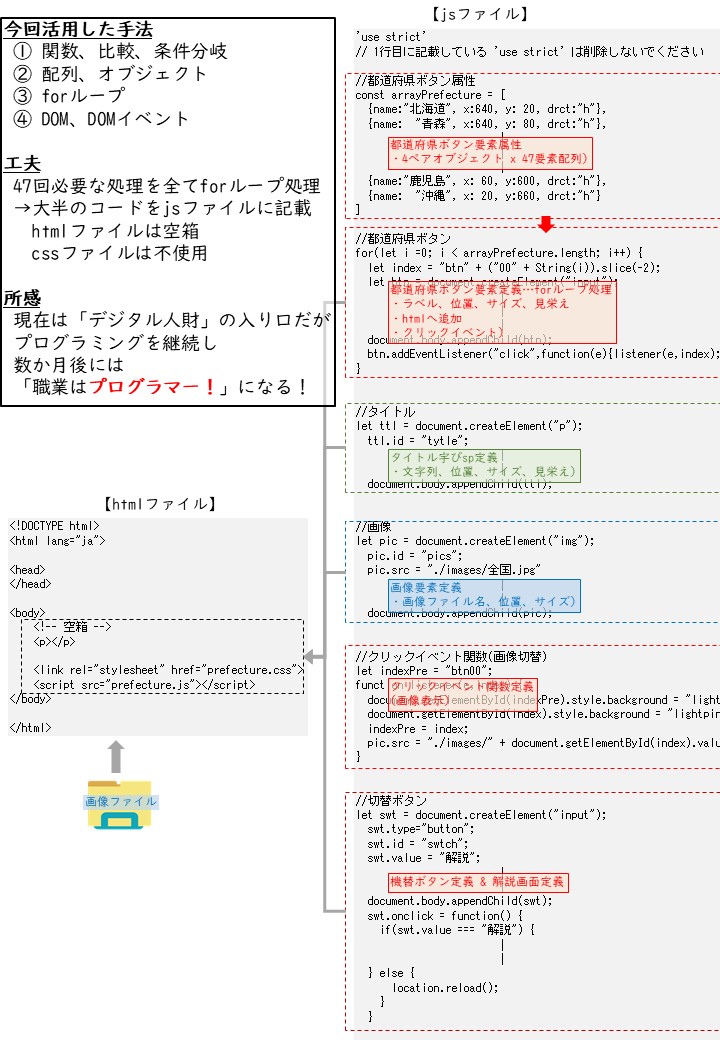 今回活用した手法
① 関数、比較、条件分岐
② 配列、オブジェクト
③ forループ
④ DOM、DOMイベント
工夫
47回必要な処理を全てforループ処理
→大半のコードをjsファイルに記載
htmlファイルは空箱
cssファイルは不使用
所感
現在は「デジタル人財」の入り口だが
プログラミングを継続し
数か月後には
「職業はプログラマー！」になる！
【htmlファイル】
<!DOCTYPE html>
<html lang="ja">
<head>
</head>
<body>
<!-- 空箱 -->
<p></p>
<link rel="stylesheet" href="prefecture.css">
<script src="prefecture.js"></script>
</body>
</html>
画像ファイル
【jsファイル】
'use strict'
// 1行目に記載している 'use strict' は削除しないでください
//都道府県ボタン属性
const arrayPrefecture = [
{name:"北海道", x:640, y: 20, drct:"h"},
{name: "青森", x:640, y: 80, drct:"h"},
都道府県ボタン要素属性
・4ペアオブジェクト x 47要素配列)
{name:"鹿児島", x: 60, y:600, drct:"h"},
{name: "沖縄", x: 20, y:660, drct:"h"}
]
//都道府県ボタン
for(let i =0; i < arrayPrefecture.length; i++) {
let index = "btn" + ("00" + String(i)).slice(-2);
let btn = document.createElement("input");
都道府県ボタン要素定義…forループ処理
・ラベル、位置、サイズ、見栄え
・htmlへ追加
・クリックイベント)
document.body.appendChild(btn);
btn.addEventListener("click",function(e){listener(e,index);
}
//タイトル
let ttl = document.createElement("p");
ttl.id = "tytle";
タイトル字びsp定義
・文字列、位置、サイズ、見栄え)
document.body.appendChild(ttl);
//画像
let pic = document.createElement("img");
pic.id = "pics";
pic.src = "./images/全国.jpg"
画像要素定義
・画像ファイル名、位置、サイズ)
document.body.appendChild(pic);
//クリックイベント関数(画像切替)
let indexPre = "btn00";
クリックイベント関数定義
(画像表示)
document.getElementById(indexPre).style.background = "light
document.getElementById(index).style.background = "lightpin
indexPre = index;
pic.src = "./images/" + document.getElementById(index).valu
}
//切替ボタン
let swt = document.createElement("input");
swt.type="button";
swt.id = "swtch";
swt.value = "解説";
機替ボタン定義 & 解説画面定義
document.body.appendChild(swt);
swt.onclick = function() {
if(swt.value === "解説") {
|
|
} else {
location.reload();
}
}